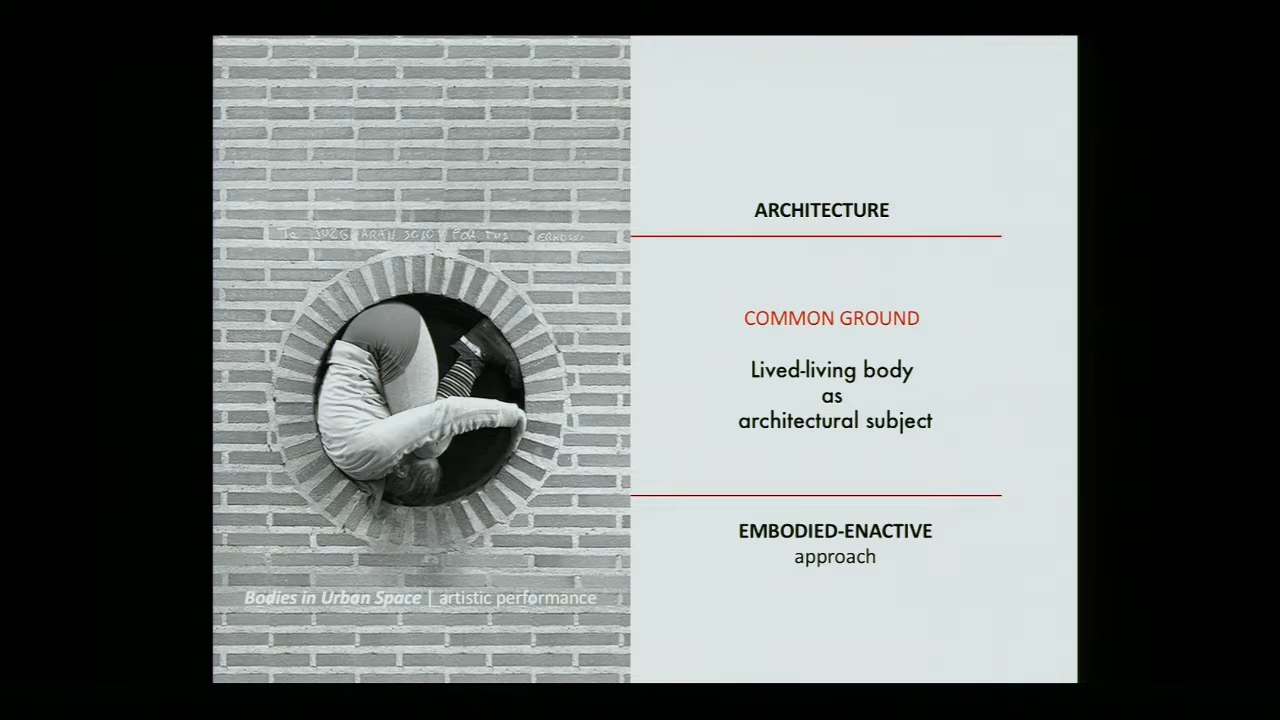 ARCHITECTURE
COMMON GROUND
Lived-living body
as
architectural subject
EMBODIED-ENACTIVE
approach
Bodies in Urban Space | artistic performance